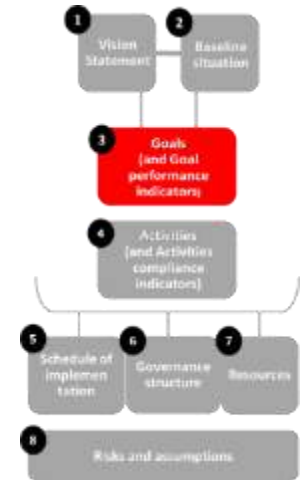 1
Vision
Statement
2
Baseline
situation
3
Goals
(and Goal
performance
indicators)
4
Activities
(and Activities
compliance
indicators)
5
Schedule of
implemen
tation
6
Governance
structure
7
Resources
8
Risks and assumptions